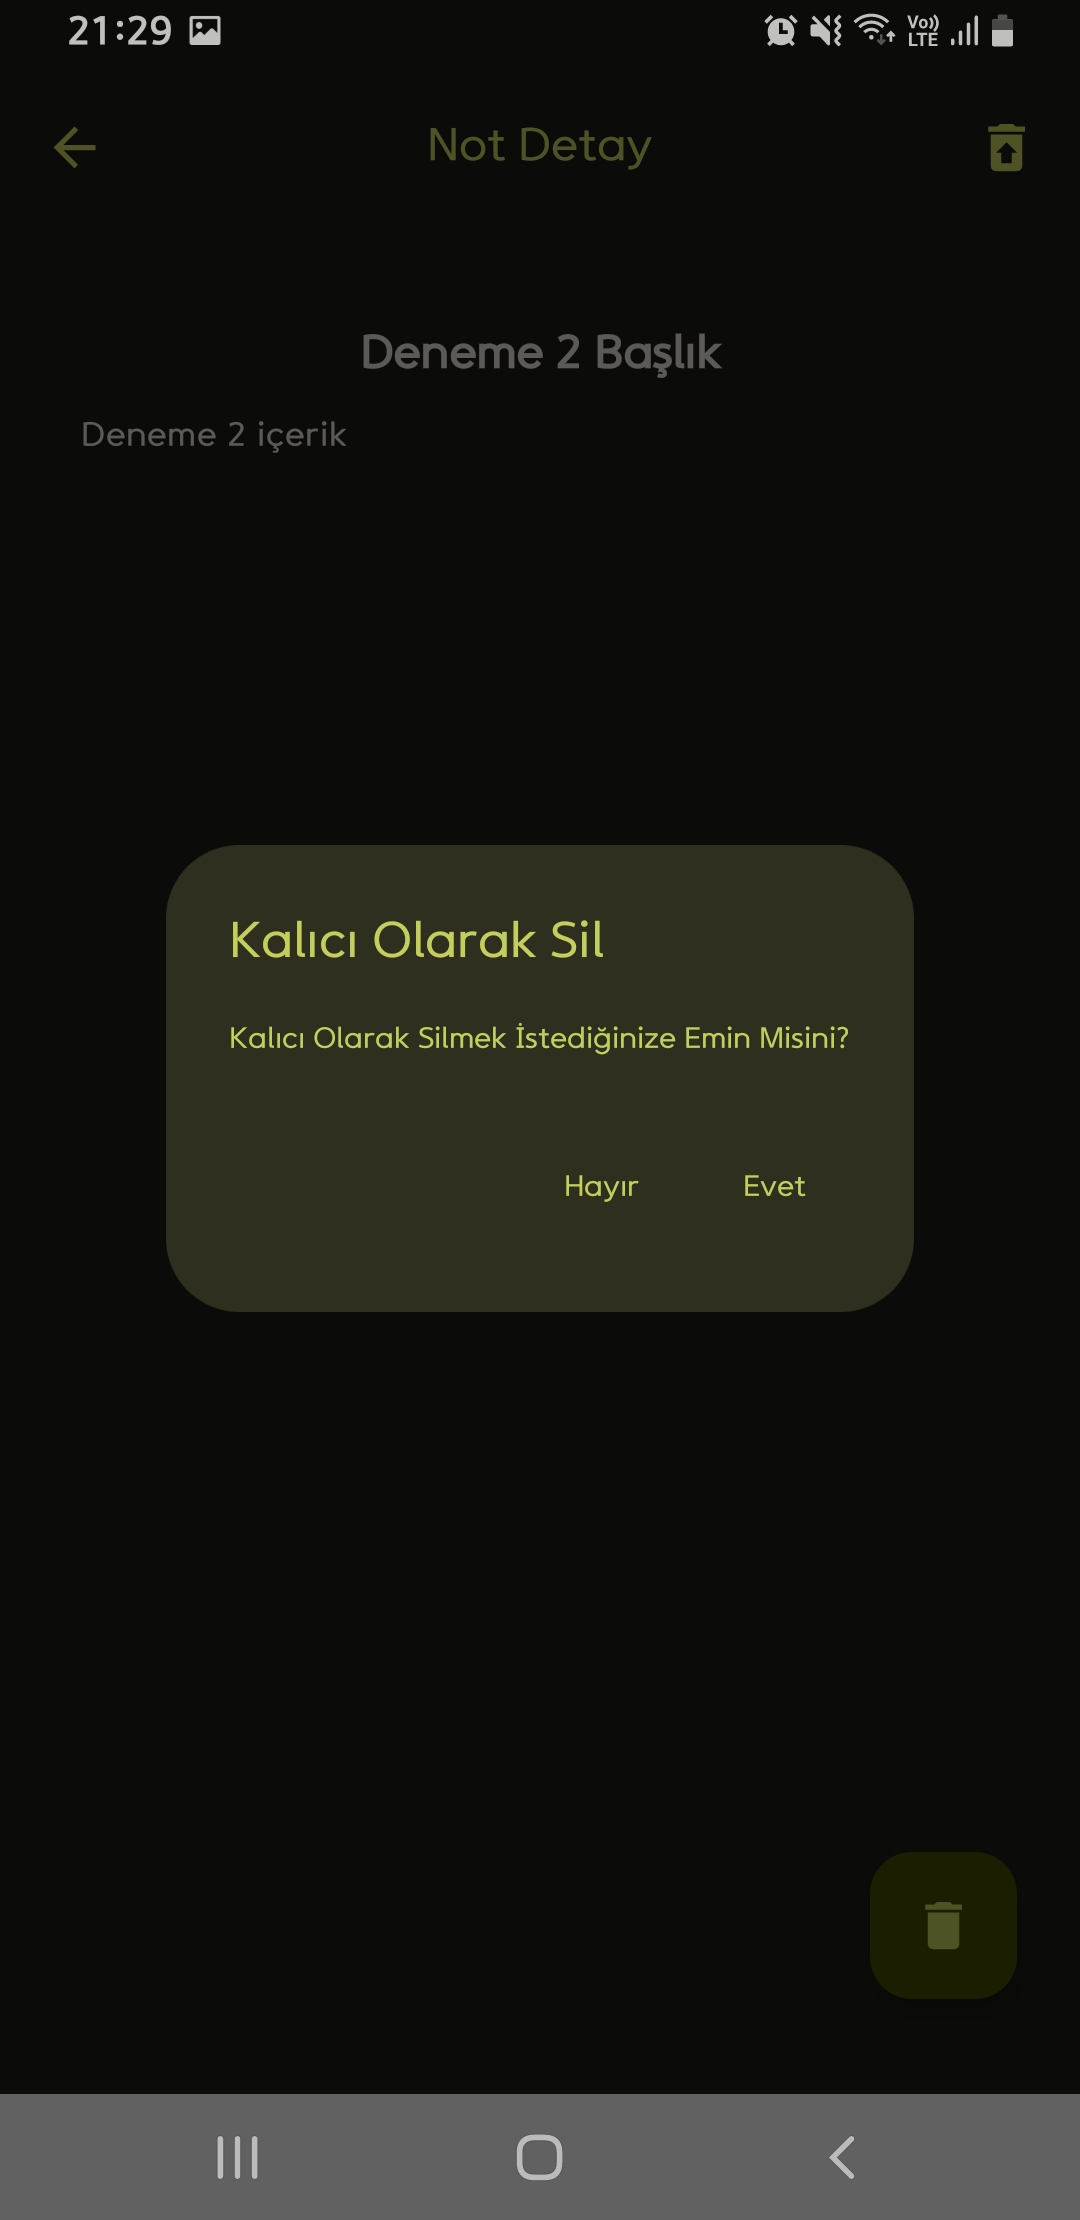 21:29
Vo))
LTE
Not Detay
Deneme 2 Başlık
Deneme 2 içerik
Kalıcı Olarak Sil
Kalıcı Olarak Silmek İstediğinize Emin Misini?
Hayır
Evet